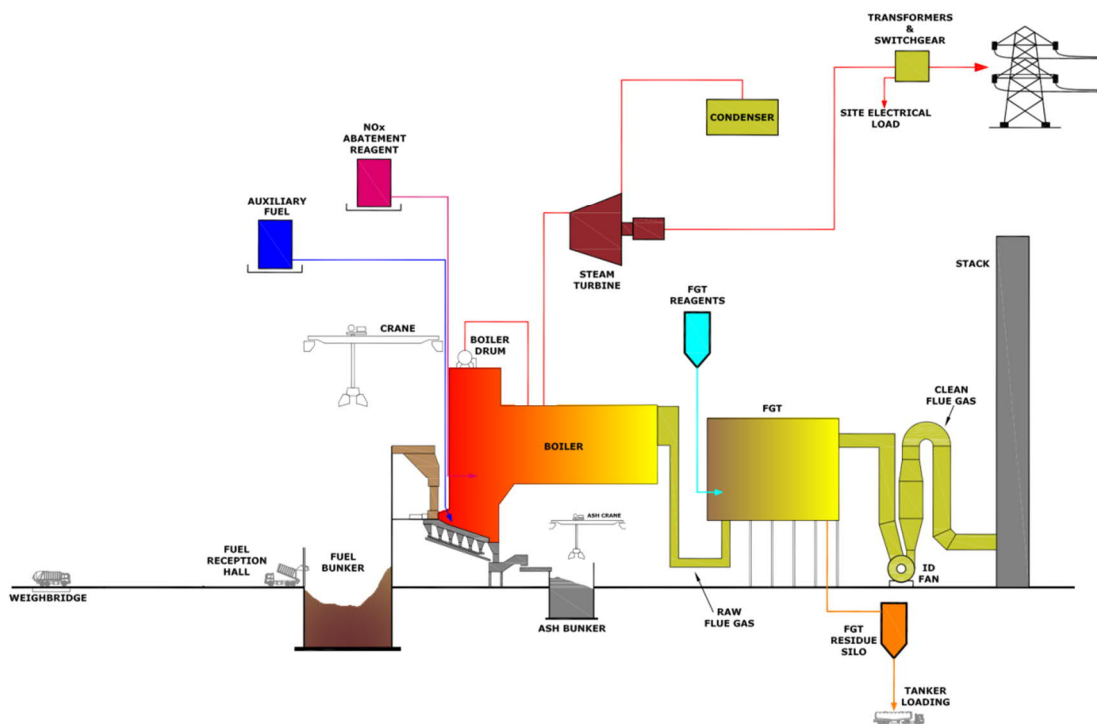 TRANSFORMERS
&
SWITCHGEAR
CONDENSER
SITE ELECTRICAL
LOAD
NOx
ABATEMENT
REAGENT
AUXILIARY
FUEL
STEAM
TURBINE
STACK
FGT
REAGENTS
CRANE
BOILER
DRUM
CLEAN
FLUE GAS
FGT
BOILER
ASH CRANE
FUEL
RECEPTION
HALL
FUEL
BUNKER
WEIGHBRIDGE
ASH BUNKER
RAW
FLUE GAS
ID
FAN
FGT
RESIDUE
SILO
TANKER
LOADING